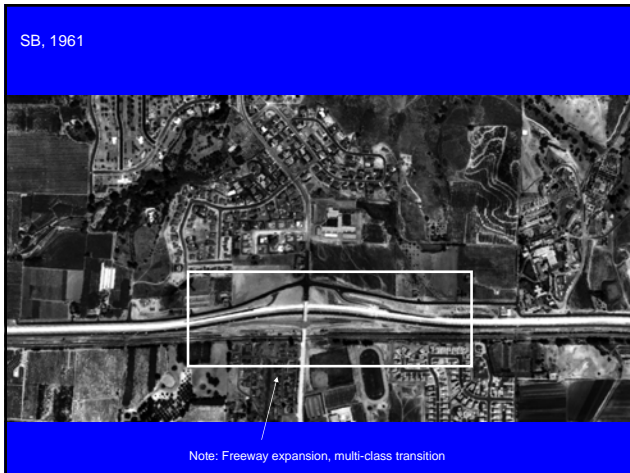 SB, 1961
Note: Freeway expansion, multi-class transition